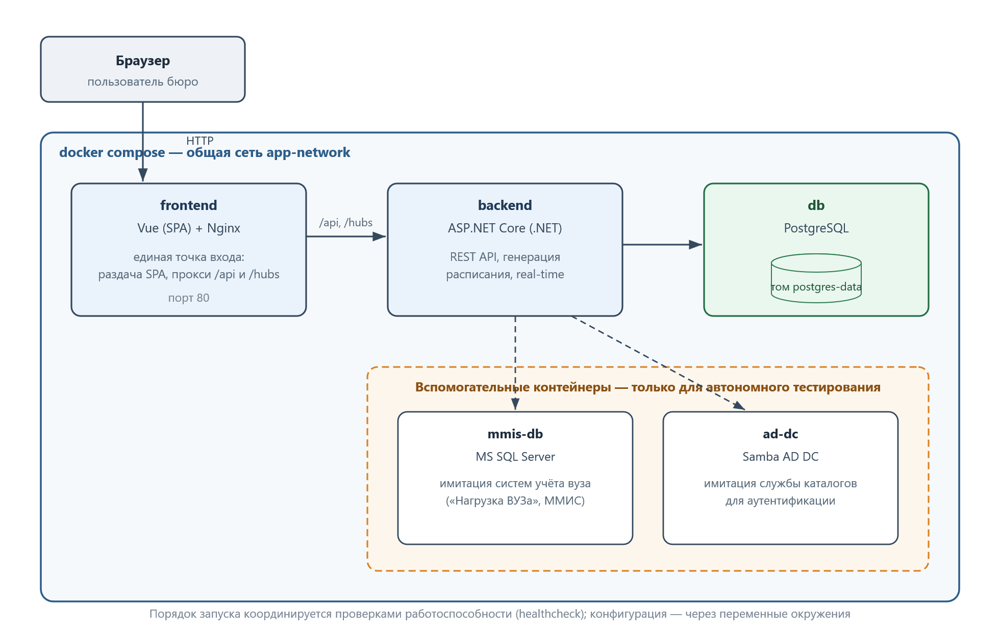 Браузер
пользователь бюро
HTTP
docker compose — общая сеть app-network
frontend
Vue (SPA) + Nginx
единая точка входа:
раздача SPA, прокси /api и /hubs
порт 80
/api, /hubs
backend
ASP.NET Core (.NET)
REST API, генерация
расписания, real-time
db
PostgreSQL
том postgres-data
Вспомогательные контейнеры — только для автономного тестирования
mmis-db
MS SQL Server
имитация систем учёта вуза
(«Нагрузка ВУЗа», ММИС)
ad-dc
Samba AD DC
имитация службы каталогов
для аутентификации
Порядок запуска координируется проверками работоспособности (healthcheck); конфигурация — через переменные окружения